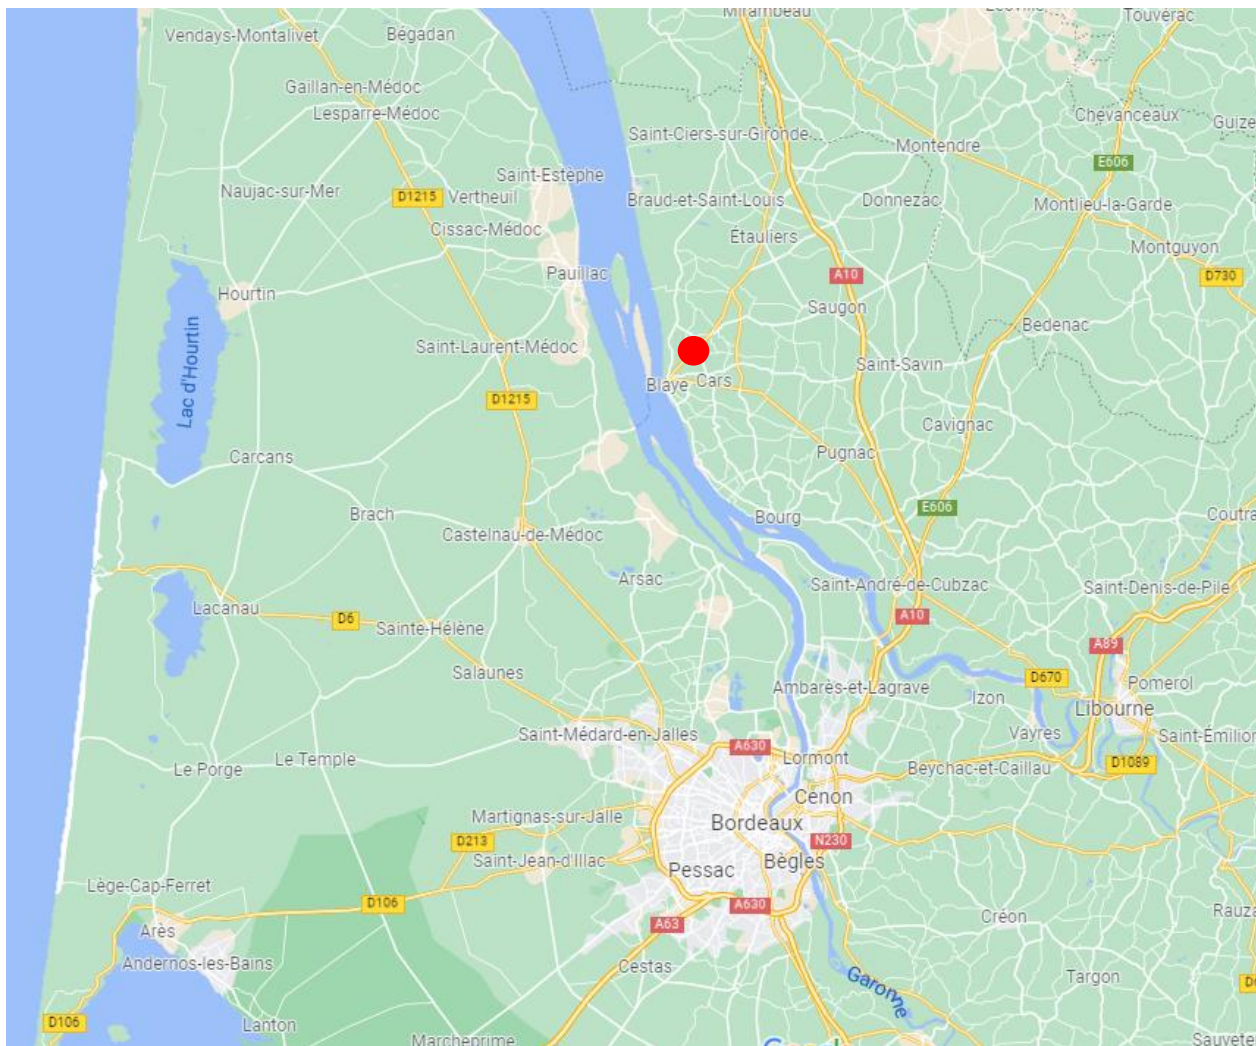 Mirambeau
Touvérac
Vendays-Montalivet
Bégadan
Gaillan-en-Médoc
Lesparre-Médoc
Chevanceaux
Guize
Saint-Ciers-sur-Gironde
Montendre
E606
Saint-Estèphe
Naujac-sur-Mer
D1215
Vertheuil
Braud-et-Saint-Louis
Donnezac
Montlieu-la-Garde
Cissac-Médoc
Étauliers
Montguyon
Pauillac
A10
D730
Hourtin
Saugon
Bedenac
Lac d'Hourtin
Saint-Laurent-Médoc
Saint-Savin
Blaye
Cars
D1215
Cavignac
Carcans
Pugnac
Brach
E606
Bourg
Coutra
Castelnau-de-Médoc
Arsac
Saint-André-de-Cubzac
Saint-Denis-de-Pile
Lacanau
D6
A10
Sainte-Hélène
A89
Salaunes
D670
Pomerol
Ambarès-et-Lagrave
Izon
Libourne
Saint-Médard-en-Jalles
A630
Vayres
Saint-Émilion
Le Porge
Le Temple
Lormont
Beychac-et-Caillau
D1089
Cenon
Martignas-sur-Jalle
Bordeaux
D213
N230
Saint-Jean-d'Illac
Pessac
Bègles
Lège-Cap-Ferret
D106
A630
Créon
Rauza
Arès
A63
Andernos-les-Bains
Cestas
Garonne
Targon
D106
Lanton
Marcheprime
Sauvete